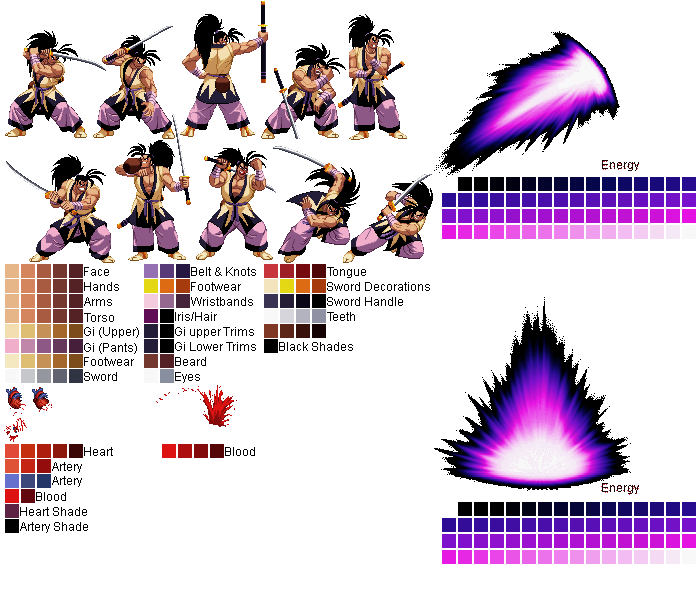 Energy
Face
Hands
Arms
Torso
Gi (Upper)
Gi (Pants)
Footwear
Sword
Belt & Knots
Footwear
Wristbands
Iris/Hair
Gi upper Trims
Gi Lower Trims
Beard
Eyes
Tongue
Sword Decorations
Sword Handle
Teeth
Black Shades
Heart
Artery
Artery
Blood
Heart Shade
Artery Shade
Blood
Energy